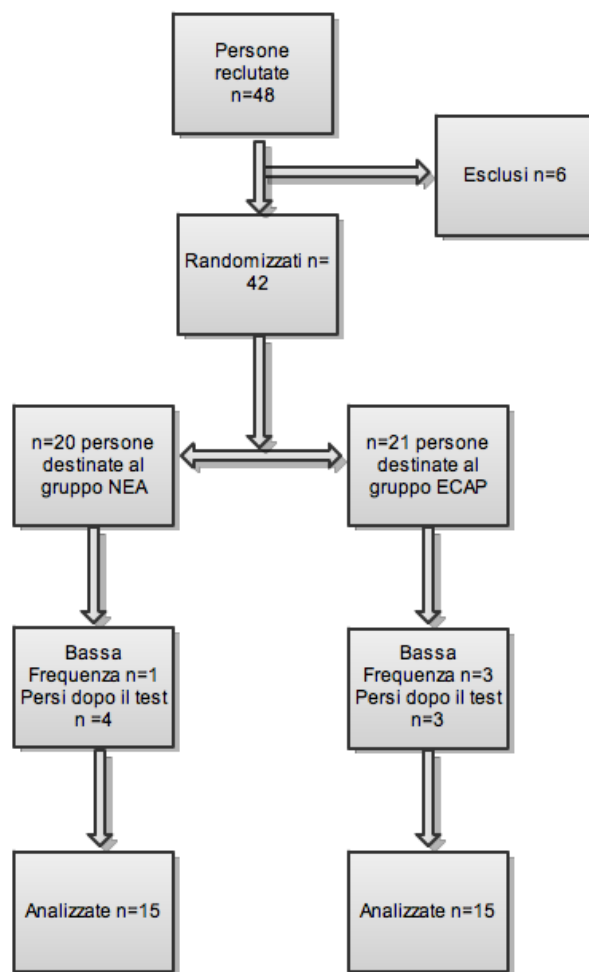 Persone
reclutate
n=48
Esclusi n=6
Randomizzati n=
42
n=20 persone
destinate al
gruppo NEA
n=21 persone
destinate al
gruppo ECAP
Bassa
Frequenza n=1
Persi dopo il test
n =4
Bassa
Frequenza n=3
Persi dopo il test
n=3
Analizzate n=15
Analizzate n=15